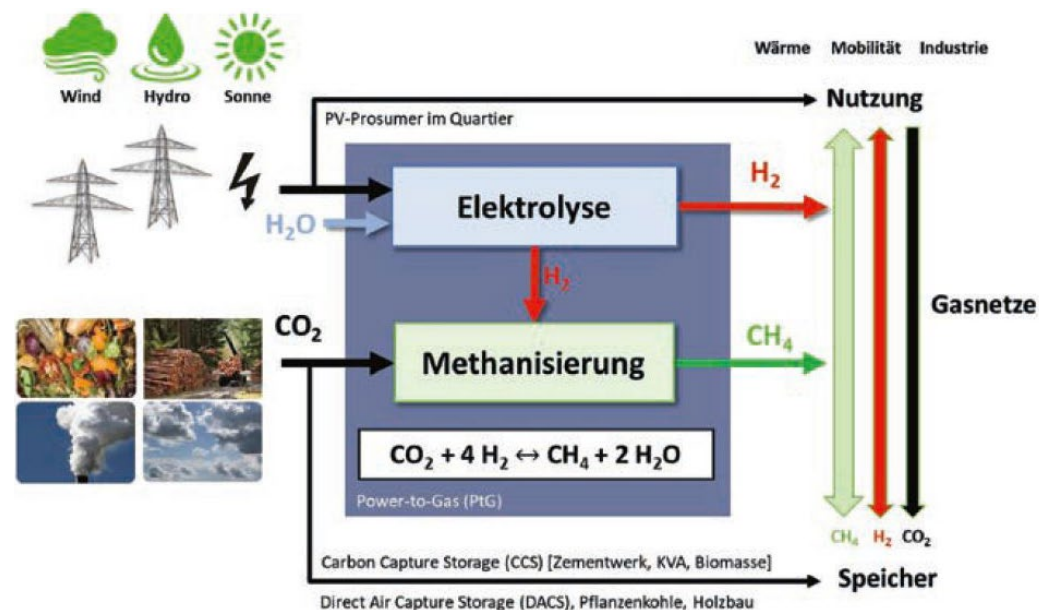 Wärme Mobilität Industrie
Wind Hydro Sonne
Nutzung
PV-Prosumer im Quartier
H₂
Elektrolyse
H₂O
H₂
Gasnetze
CO₂
CH₄
Methanisierung
CO₂ + 4 H₂ ↔ CH₄ + 2 H₂O
Power-to-Gas (PtG)
CH₄ H₂ CO₂
Carbon Capture Storage (CCS) [Zementwerk, KVA, Biomasse]
Speicher
Direct Air Capture Storage (DACS), Pflanzenkohle, Holzbau